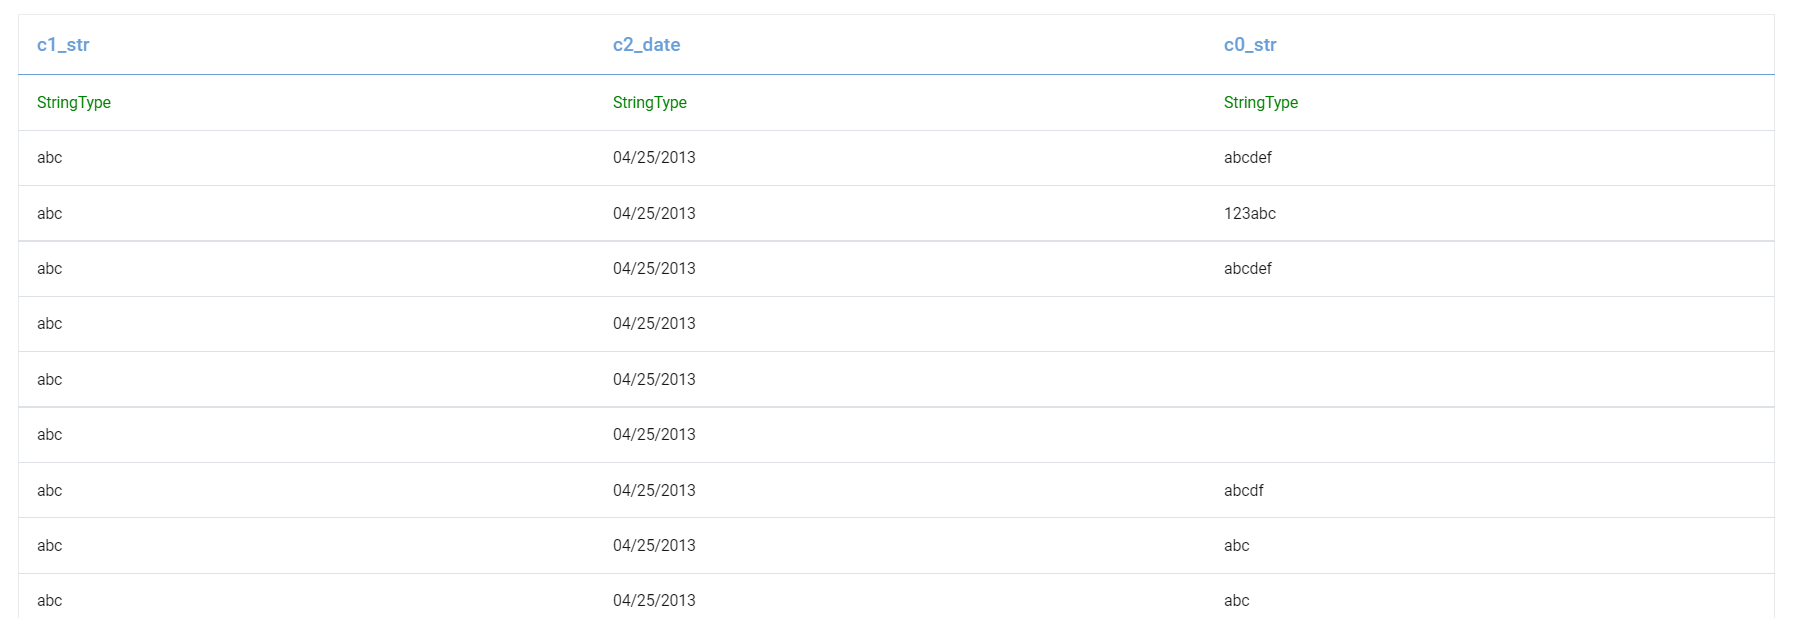 c1_str c2_date c0_str
StringType StringType StringType
abc 04/25/2013 abcdef
abc 04/25/2013 123abc
abc 04/25/2013 abcdef
abc 04/25/2013
abc 04/25/2013
abc 04/25/2013
abc 04/25/2013 abcdf
abc 04/25/2013 abc
abc 04/25/2013 abc